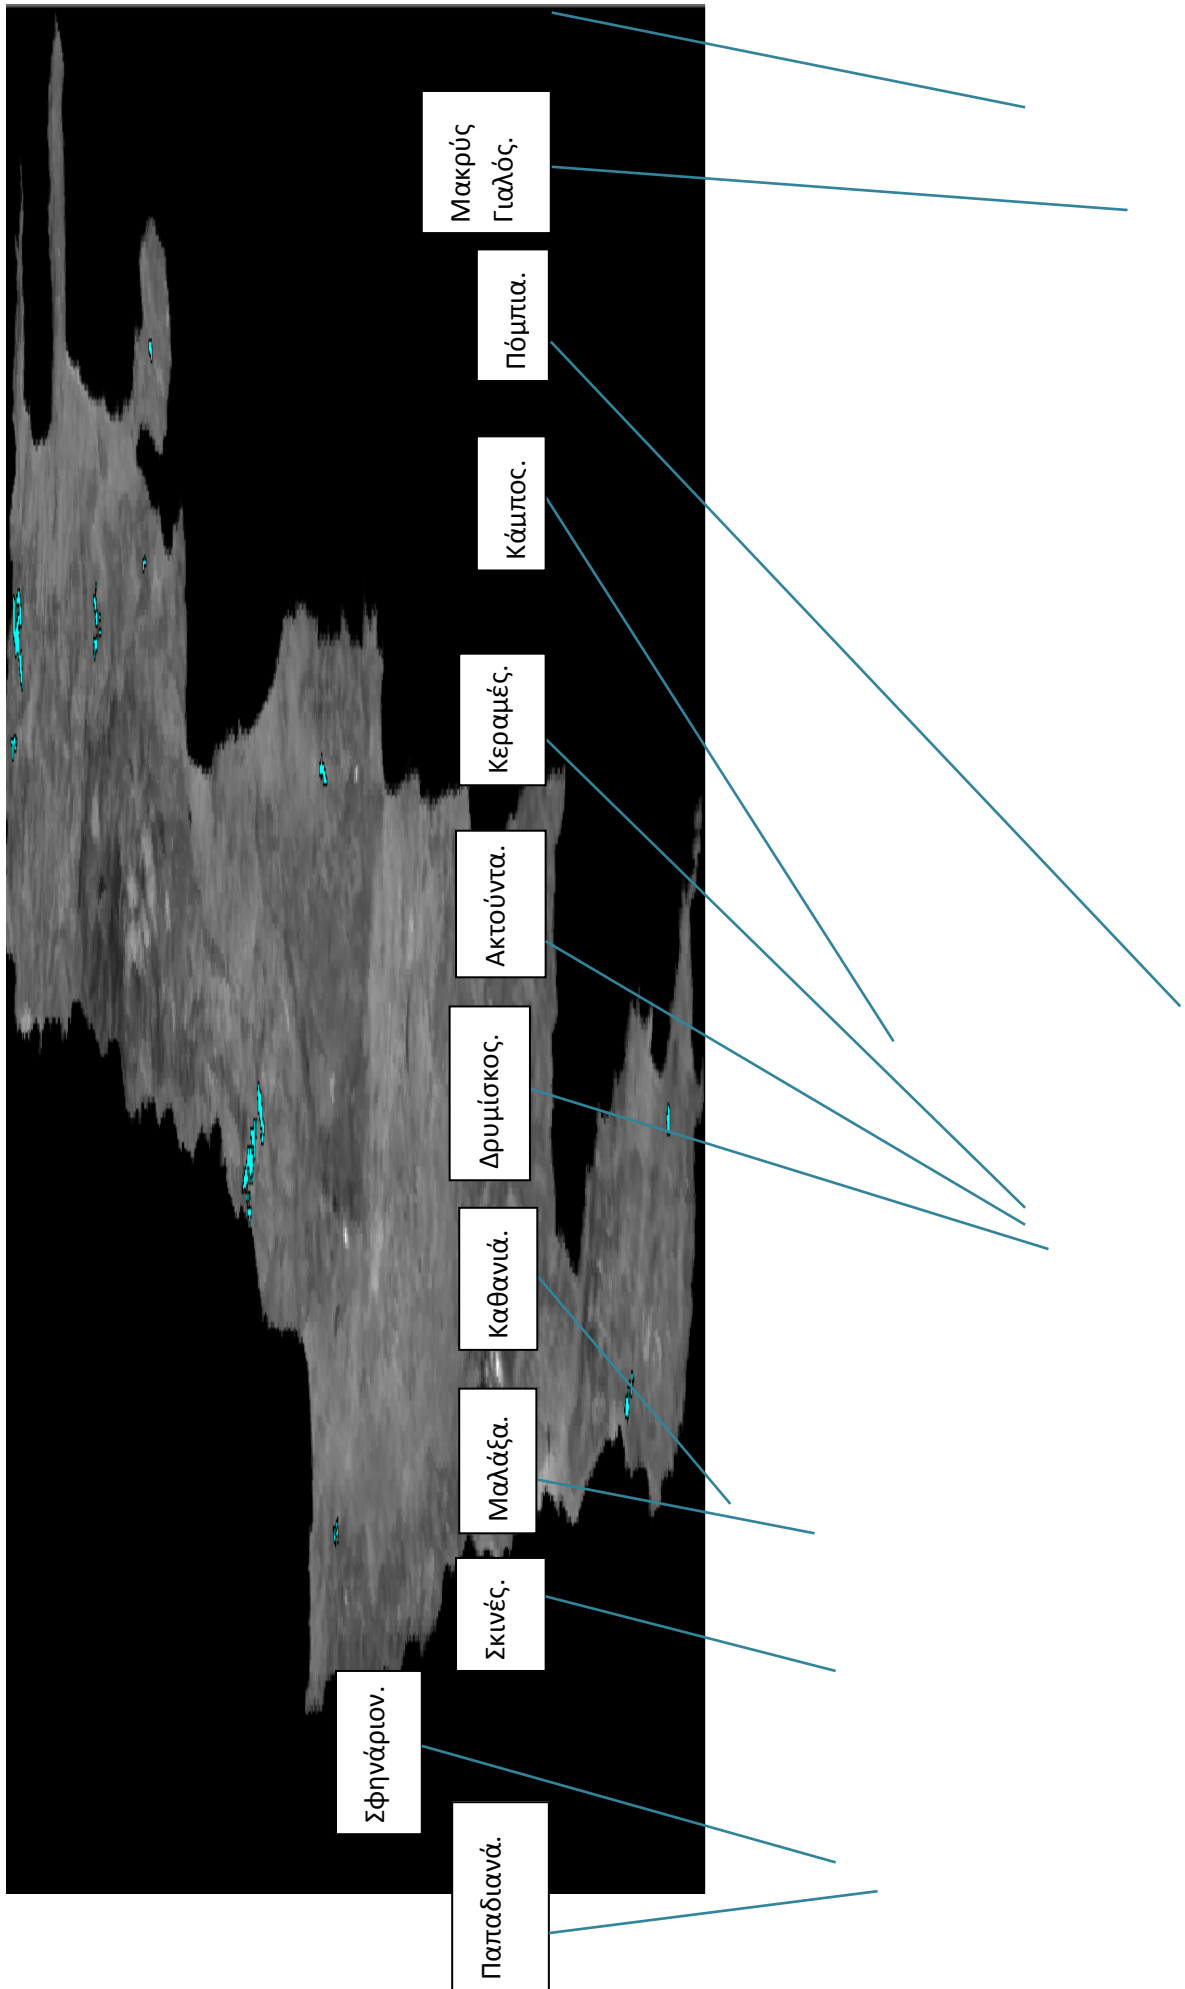 Μακρύς
Γιαλός.
Πόμπια.
Κάμπος.
Κεραμές.
Ακτούντα.
Δρυμίσκος.
Καθανιά.
Μαλάξα.
Σκινές.
Σφηνάριον.
Παπαδιανά.